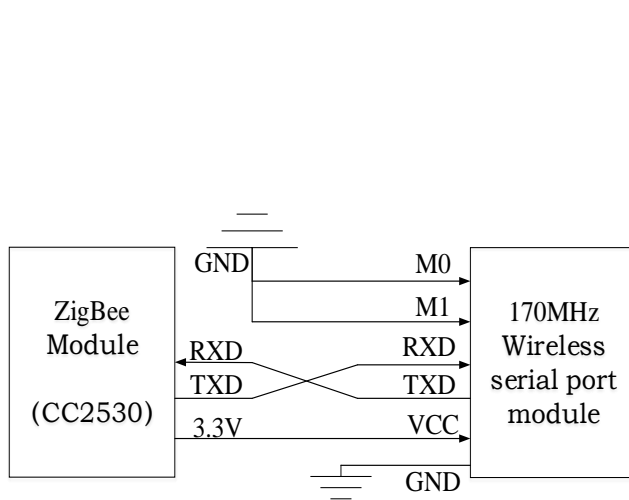 GND
M0
M1
ZigBee
Module
(CC2530)
RXD
TXD
3.3V
RXD
TXD
VCC
GND
170MHz
Wireless
serial port
module